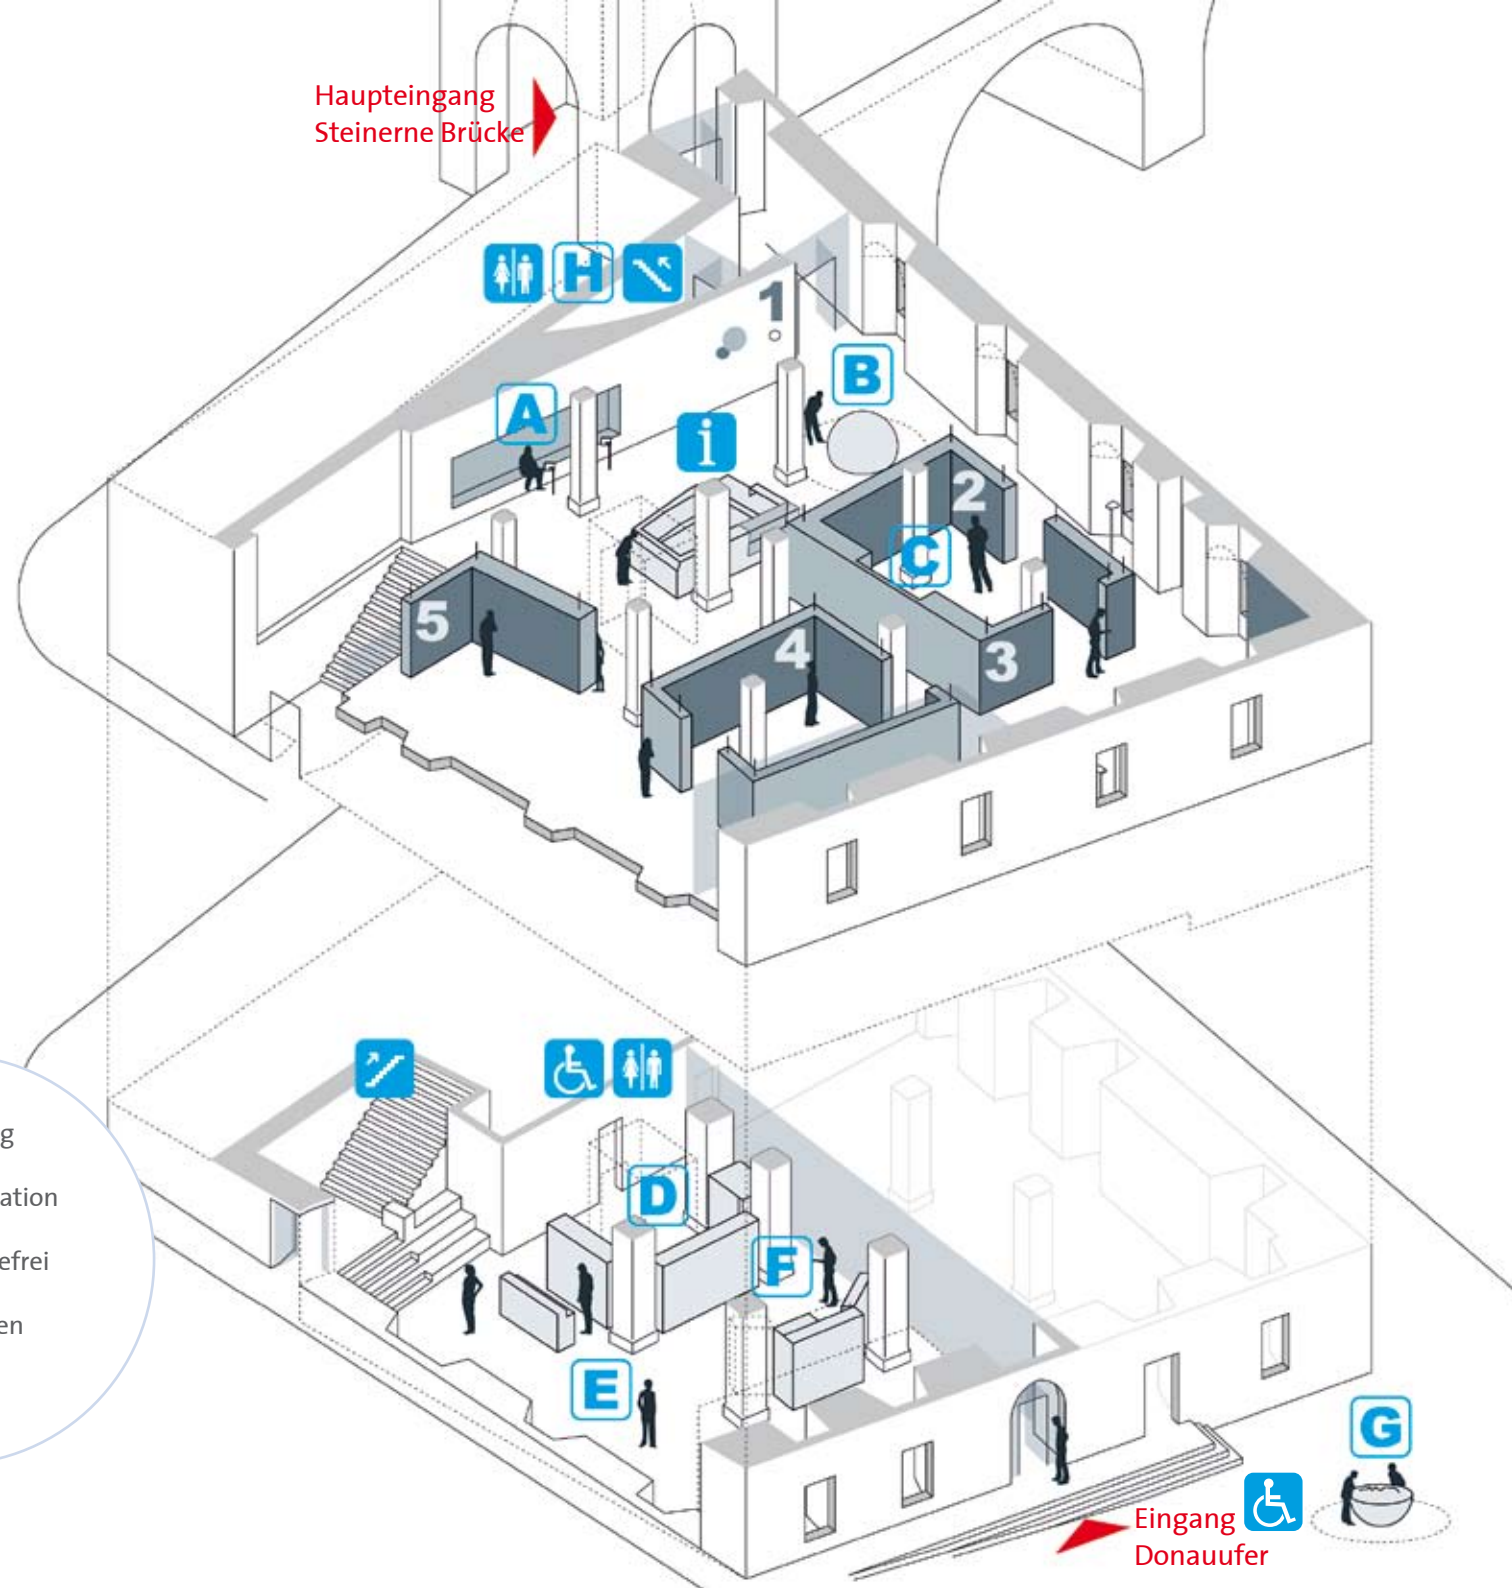 Haupteingang
Steinerne Brücke
H
1
B
A
i
2
C
5
4
3
g
ation
efrei
en
D
F
E
G
Eingang
Donauufer